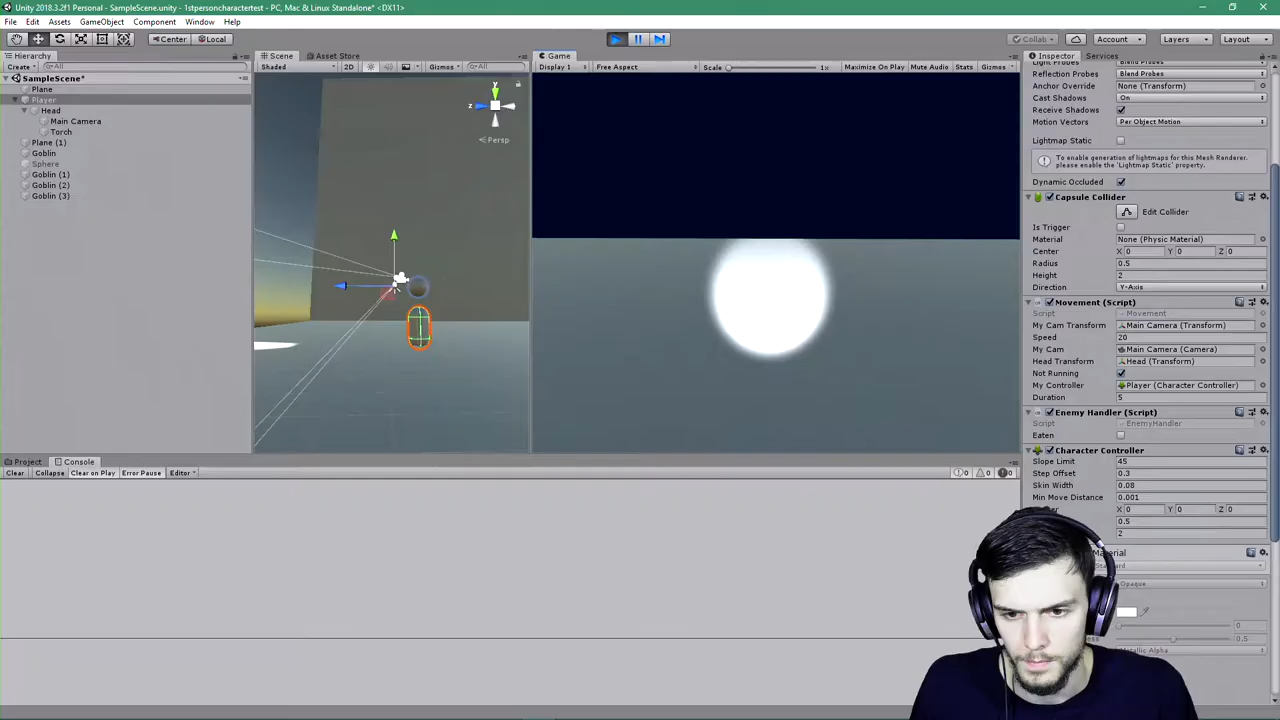 Unity 2018.3.2f1 Personal - SampleScene.unity - 1stpersoncharactertest - PC, Mac & Linux Standalone* <DX11>
File Edit Assets GameObject Component Window Help
Center Local Collab Account Layers Layout
Hierarchy
Create All
SampleScene*
Plane
Player
Head
Main Camera
Torch
Plane (1)
Goblin
Sphere
Goblin (1)
Goblin (2)
Goblin (3)
Scene Asset Store
Shaded 2D Gizmos All
y
z
Persp
Game
Display 1 Free Aspect Scale 1x Maximize On Play Mute Audio Stats Gizmos
Inspector Services
Light Probes Blend Probes
Reflection Probes Blend Probes
Anchor Override None (Transform)
Cast Shadows On
Receive Shadows
Motion Vectors Per Object Motion
Lightmap Static
To enable generation of lightmaps for this Mesh Renderer, please enable the 'Lightmap Static' property.
Dynamic Occluded
Capsule Collider
Edit Collider
Is Trigger
Material None (Physic Material)
Center X 0 Y 0 Z 0
Radius 0.5
Height 2
Direction Y-Axis
Movement (Script)
Script Movement
My Cam Transform Main Camera (Transform)
Speed 20
My Cam Main Camera (Camera)
Head Transform Head (Transform)
Not Running
My Controller Player (Character Controller)
Duration 5
Enemy Handler (Script)
Script EnemyHandler
Eaten
Character Controller
Slope Limit 45
Step Offset 0.3
Skin Width 0.08
Min Move Distance 0.001
X 0 Y 0 Z 0
0.5
2
Material
Opaque
0
0.5
Metallic Alpha
Project Console
Clear Collapse Clear on Play Error Pause Editor 0 0 0